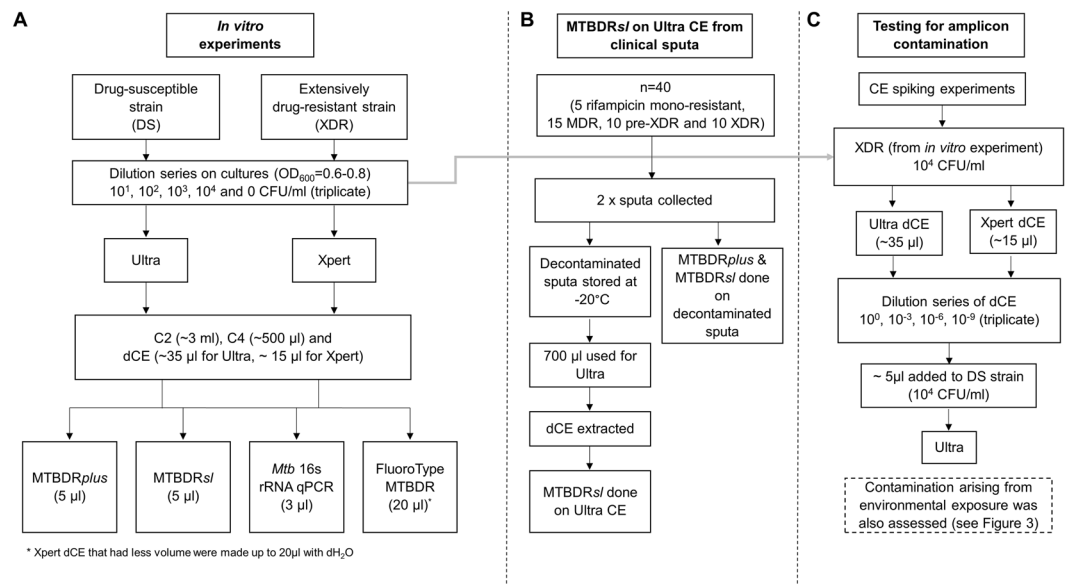 A
In vitro
experiments
Drug-susceptible
strain
(DS)
Extensively
drug-resistant strain
(XDR)
Dilution series on cultures (OD600=0.6-0.8)
10¹, 10², 10³, 10⁴ and 0 CFU/ml (triplicate)
Ultra
Xpert
C2 (~3 ml), C4 (~500 µl) and
dCE (~35 µl for Ultra, ~ 15 µl for Xpert)
MTBDRplus
(5 µl)
MTBDRsl
(5 µl)
Mtb 16s
rRNA qPCR
(3 µl)
FluoroType
MTBDR
(20 µl)*
* Xpert dCE that had less volume were made up to 20µl with dH₂O
B
MTBDRsl on Ultra CE from
clinical sputa
n=40
(5 rifampicin mono-resistant,
15 MDR, 10 pre-XDR and 10 XDR)
2 x sputa collected
Decontaminated
sputa stored at
-20°C
MTBDRplus &
MTBDRsl done
on
decontaminated
sputa
700 µl used for
Ultra
dCE extracted
MTBDRsl done
on Ultra CE
C
Testing for amplicon
contamination
CE spiking experiments
XDR (from in vitro experiment)
10⁴ CFU/ml
Ultra dCE
(~35 µl)
Xpert dCE
(~15 µl)
Dilution series of dCE
10⁰, 10⁻³, 10⁻⁶, 10⁻⁹ (triplicate)
~ 5µl added to DS strain
(10⁴ CFU/ml)
Ultra
Contamination arising from
environmental exposure was
also assessed (see Figure 3)